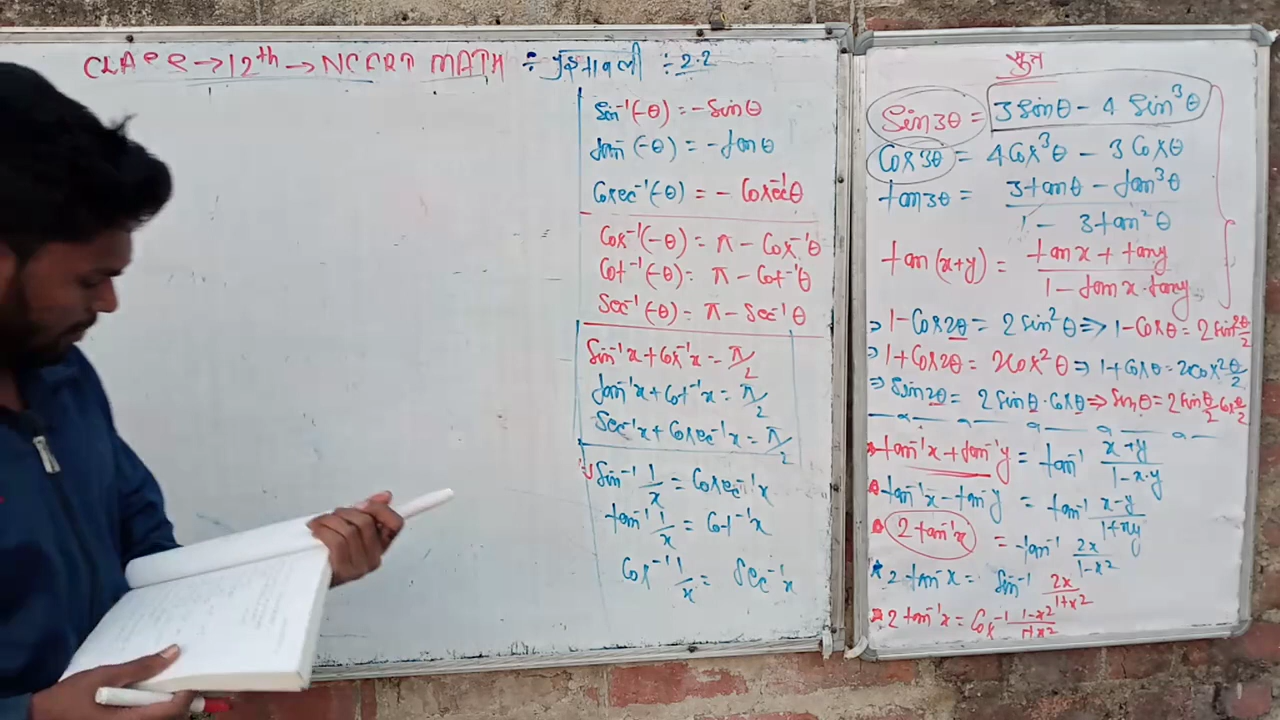 CLASS → 12th → NCERT MATH ÷ प्रश्नावली ÷ 2.2
Sin⁻¹(-θ) = -Sinθ
tan⁻¹(-θ) = -tanθ
Cosec⁻¹(-θ) = - Cosec⁻¹θ
Cos⁻¹(-θ) = π - Cos⁻¹θ
Cot⁻¹(-θ) = π - Cot⁻¹θ
Sec⁻¹(-θ) = π - Sec⁻¹θ
Sin⁻¹x + Cos⁻¹x = π/2
tan⁻¹x + Cot⁻¹x = π/2
Sec⁻¹x + Cosec⁻¹x = π/2
Sin⁻¹ 1/x = Cosec⁻¹x
tan⁻¹ 1/x = Cot⁻¹x
Cos⁻¹ 1/x = Sec⁻¹x
सूत्र
Sin3θ = 3Sinθ - 4 Sin³θ
Cos3θ = 4Cos³θ - 3Cosθ
tan3θ = 3tanθ - tan³θ / 1 - 3tan²θ
tan(x+y) = tanx + tany / 1 - tanx·tany
⇒ 1-Cos2θ = 2Sin²θ ⇒ 1-Cosθ = 2Sin²θ/2
⇒ 1+Cos2θ = 2Cos²θ ⇒ 1+Cosθ = 2Cos²θ/2
⇒ Sin2θ = 2Sinθ·Cosθ ⇒ Sinθ = 2Sinθ/2 Cosθ/2
tan⁻¹x + tan⁻¹y = tan⁻¹ x+y / 1-x·y
tan⁻¹x - tan⁻¹y = tan⁻¹ x-y / 1+xy
2tan⁻¹x = tan⁻¹ 2x / 1-x²
2tan⁻¹x = Sin⁻¹ 2x / 1+x²
2tan⁻¹x = Cos⁻¹ 1-x² / 1+x²